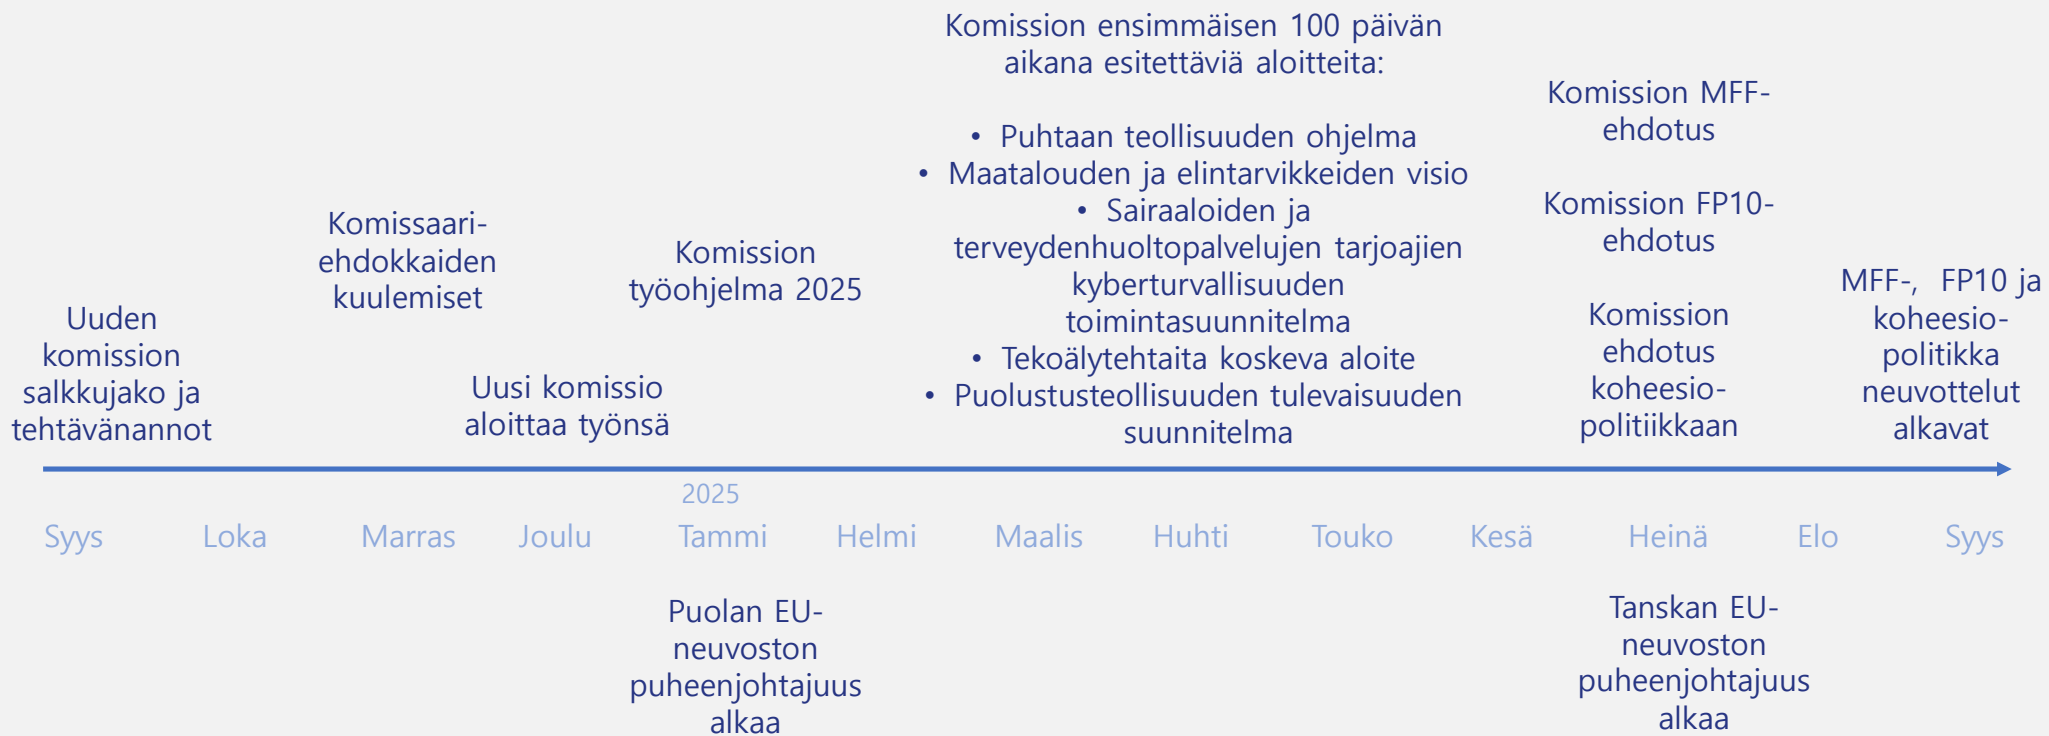 Uuden
komission
salkkujako ja
tehtävänannot
Komissaari-
ehdokkaiden
kuulemiset
Uusi komissio
aloittaa työnsä
Komission
työohjelma 2025
Komission ensimmäisen 100 päivän
aikana esitettäviä aloitteita:
• Puhtaan teollisuuden ohjelma
• Maatalouden ja elintarvikkeiden visio
• Sairaaloiden ja
terveydenhuoltopalvelujen tarjoajien
kyberturvallisuuden
toimintasuunnitelma
• Tekoälytehtaita koskeva aloite
• Puolustusteollisuuden tulevaisuuden
suunnitelma
Komission MFF-
ehdotus
Komission FP10-
ehdotus
Komission
ehdotus
koheesio-
politiikkaan
MFF-, FP10 ja
koheesio-
politikka
neuvottelut
alkavat
2025
Syys Loka Marras Joulu Tammi Helmi Maalis Huhti Touko Kesä Heinä Elo Syys
Puolan EU-
neuvoston
puheenjohtajuus
alkaa
Tanskan EU-
neuvoston
puheenjohtajuus
alkaa